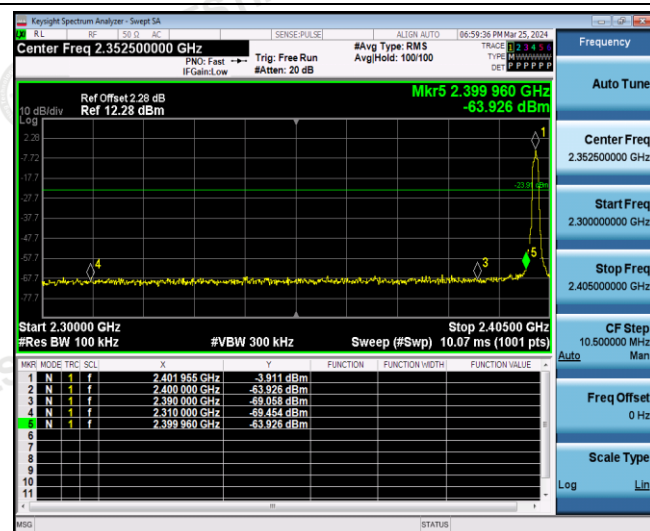 Keysight Spectrum Analyzer - Swept SA
RL RF 50 Ω AC SENSE:PULSE ALIGN AUTO 06:59:36 PM Mar 25, 2024
Center Freq 2.352500000 GHz #Avg Type: RMS TRACE 1 2 3 4 5 6
PNO: Fast Trig: Free Run Avg|Hold: 100/100 TYPE M W W W W W
IFGain:Low #Atten: 20 dB DET P P P P P P
Mkr5 2.399 960 GHz
-63.926 dBm
Ref Offset 2.28 dB
10 dB/div Ref 12.28 dBm
Log
1
2.28
-7.72
-17.7
-23.91 dBm
-27.7
-37.7
-47.7
-57.7
4 3 5
-67.7
-77.7
Start 2.30000 GHz Stop 2.40500 GHz
#Res BW 100 kHz #VBW 300 kHz Sweep (#Swp) 10.07 ms (1001 pts)
MKR MODE TRC SCL X Y FUNCTION FUNCTION WIDTH FUNCTION VALUE
1 N 1 f 2.401 955 GHz -3.911 dBm
2 N 1 f 2.400 000 GHz -63.926 dBm
3 N 1 f 2.390 000 GHz -69.058 dBm
4 N 1 f 2.310 000 GHz -69.454 dBm
5 N 1 f 2.399 960 GHz -63.926 dBm
6
7
8
9
10
11
MSG STATUS
Frequency
Auto Tune
Center Freq
2.352500000 GHz
Start Freq
2.300000000 GHz
Stop Freq
2.405000000 GHz
CF Step
10.500000 MHz
Auto Man
Freq Offset
0 Hz
Scale Type
Log Lin